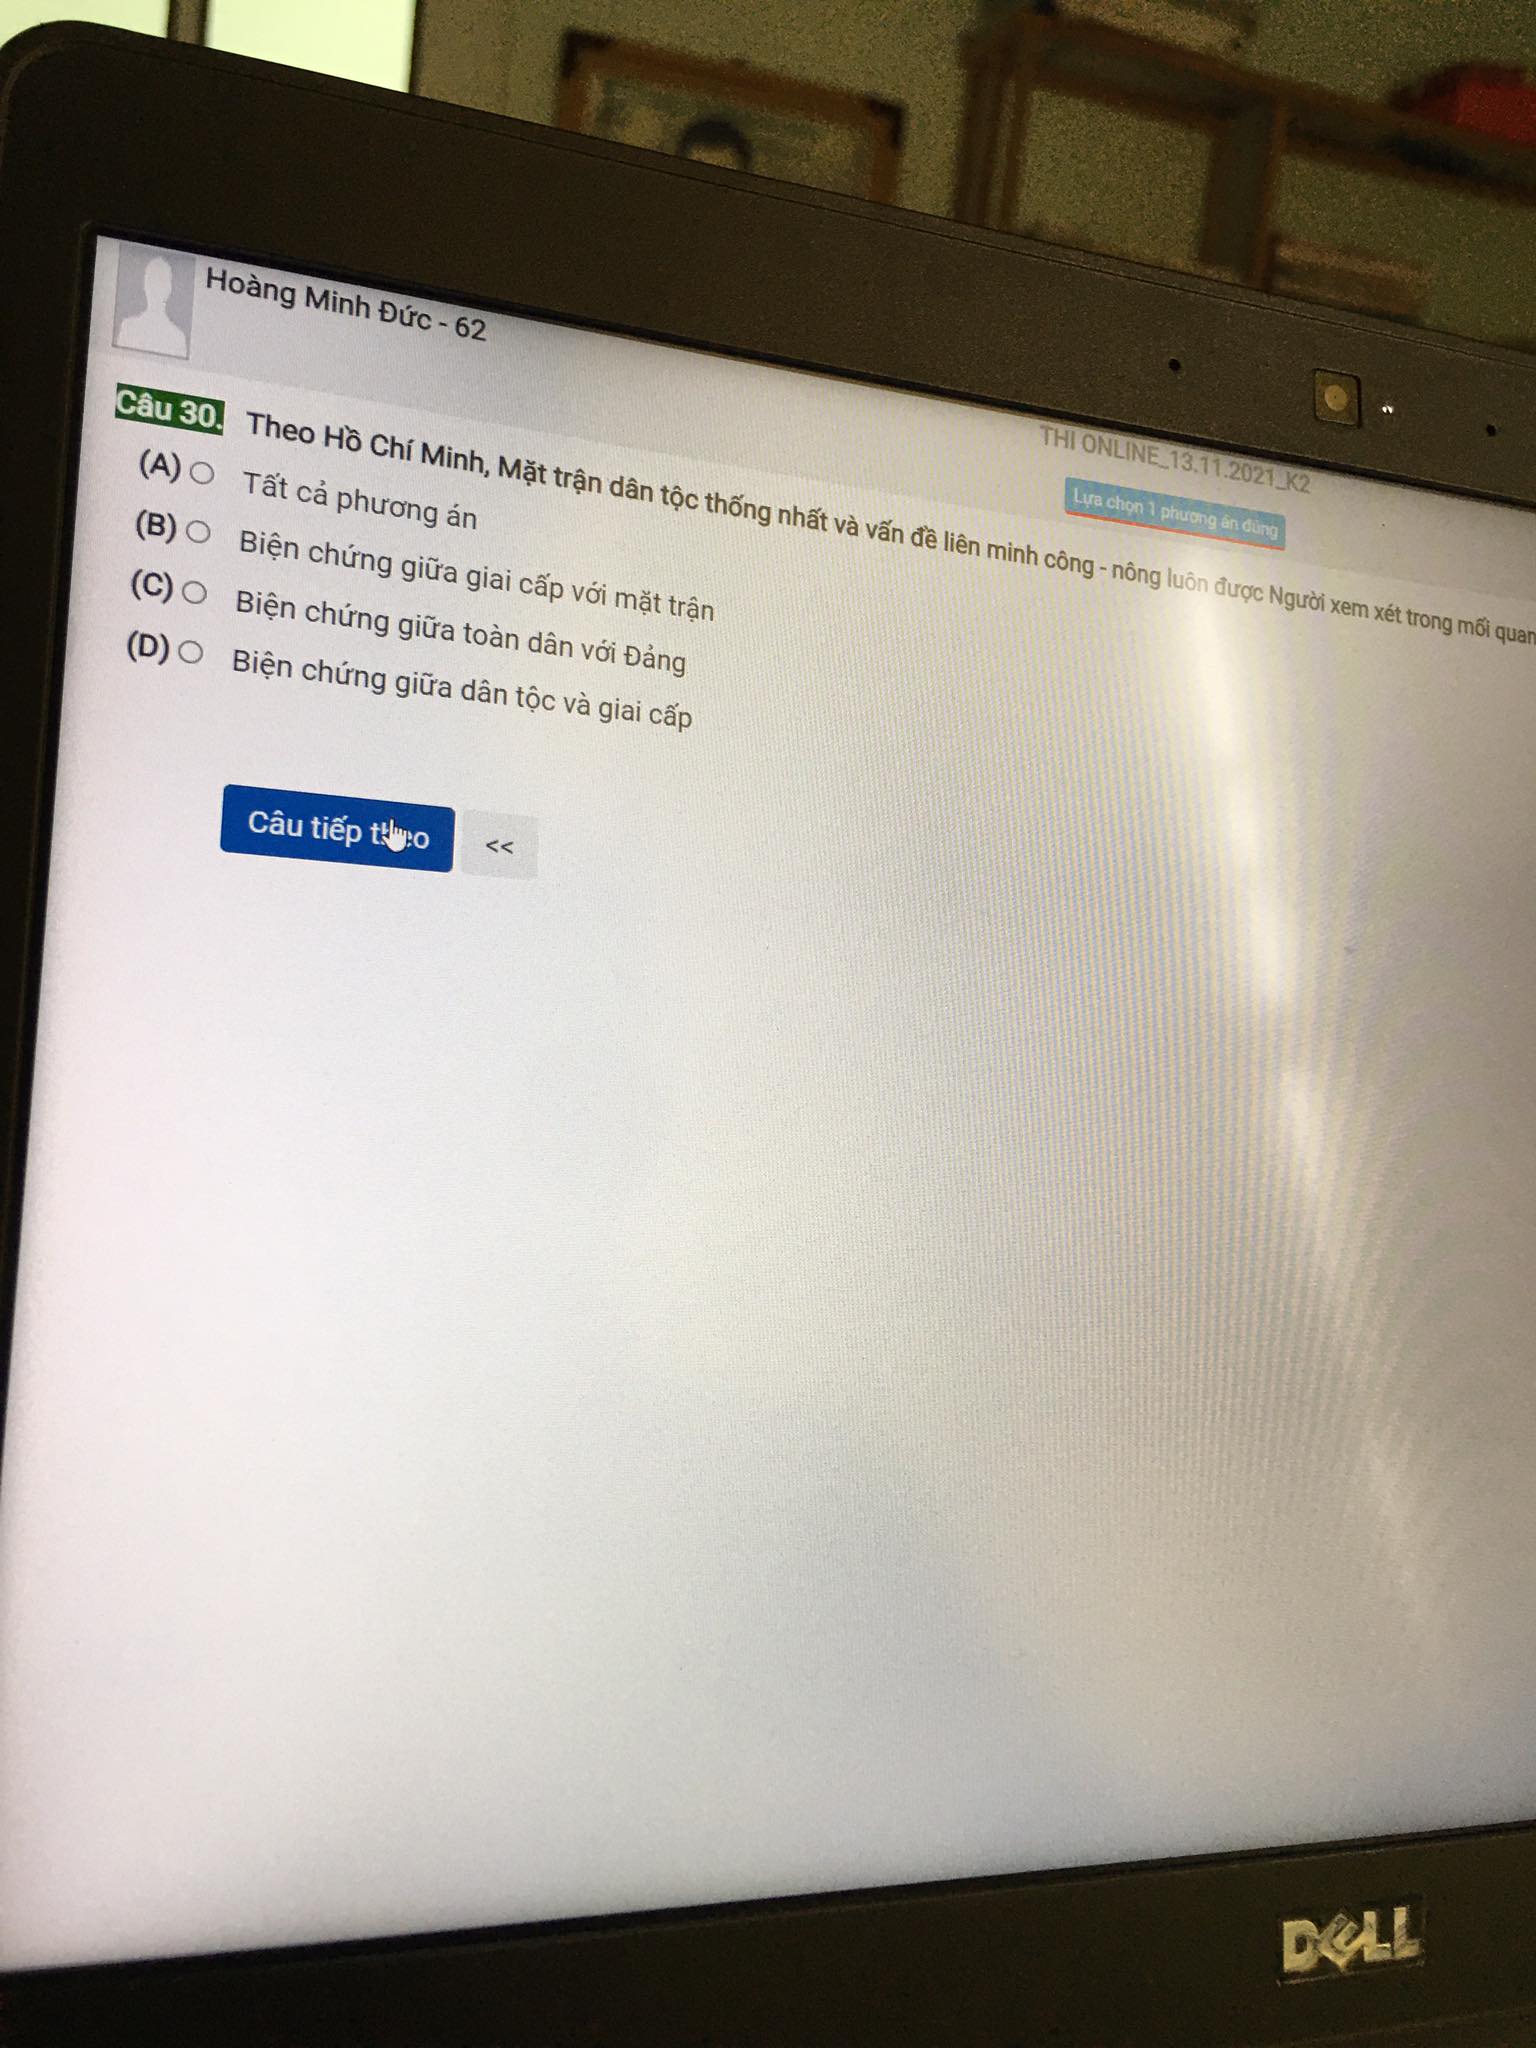 Hoàng Minh Đức - 62
THI ONLINE_13.11.2021_K2
Lựa chọn 1 phương án đúng
Câu 30. Theo Hồ Chí Minh, Mặt trận dân tộc thống nhất và vấn đề liên minh công - nông luôn được Người xem xét trong mối quan
(A) Tất cả phương án
(B) Biện chứng giữa giai cấp với mặt trận
(C) Biện chứng giữa toàn dân với Đảng
(D) Biện chứng giữa dân tộc và giai cấp
Câu tiếp theo <<
DELL